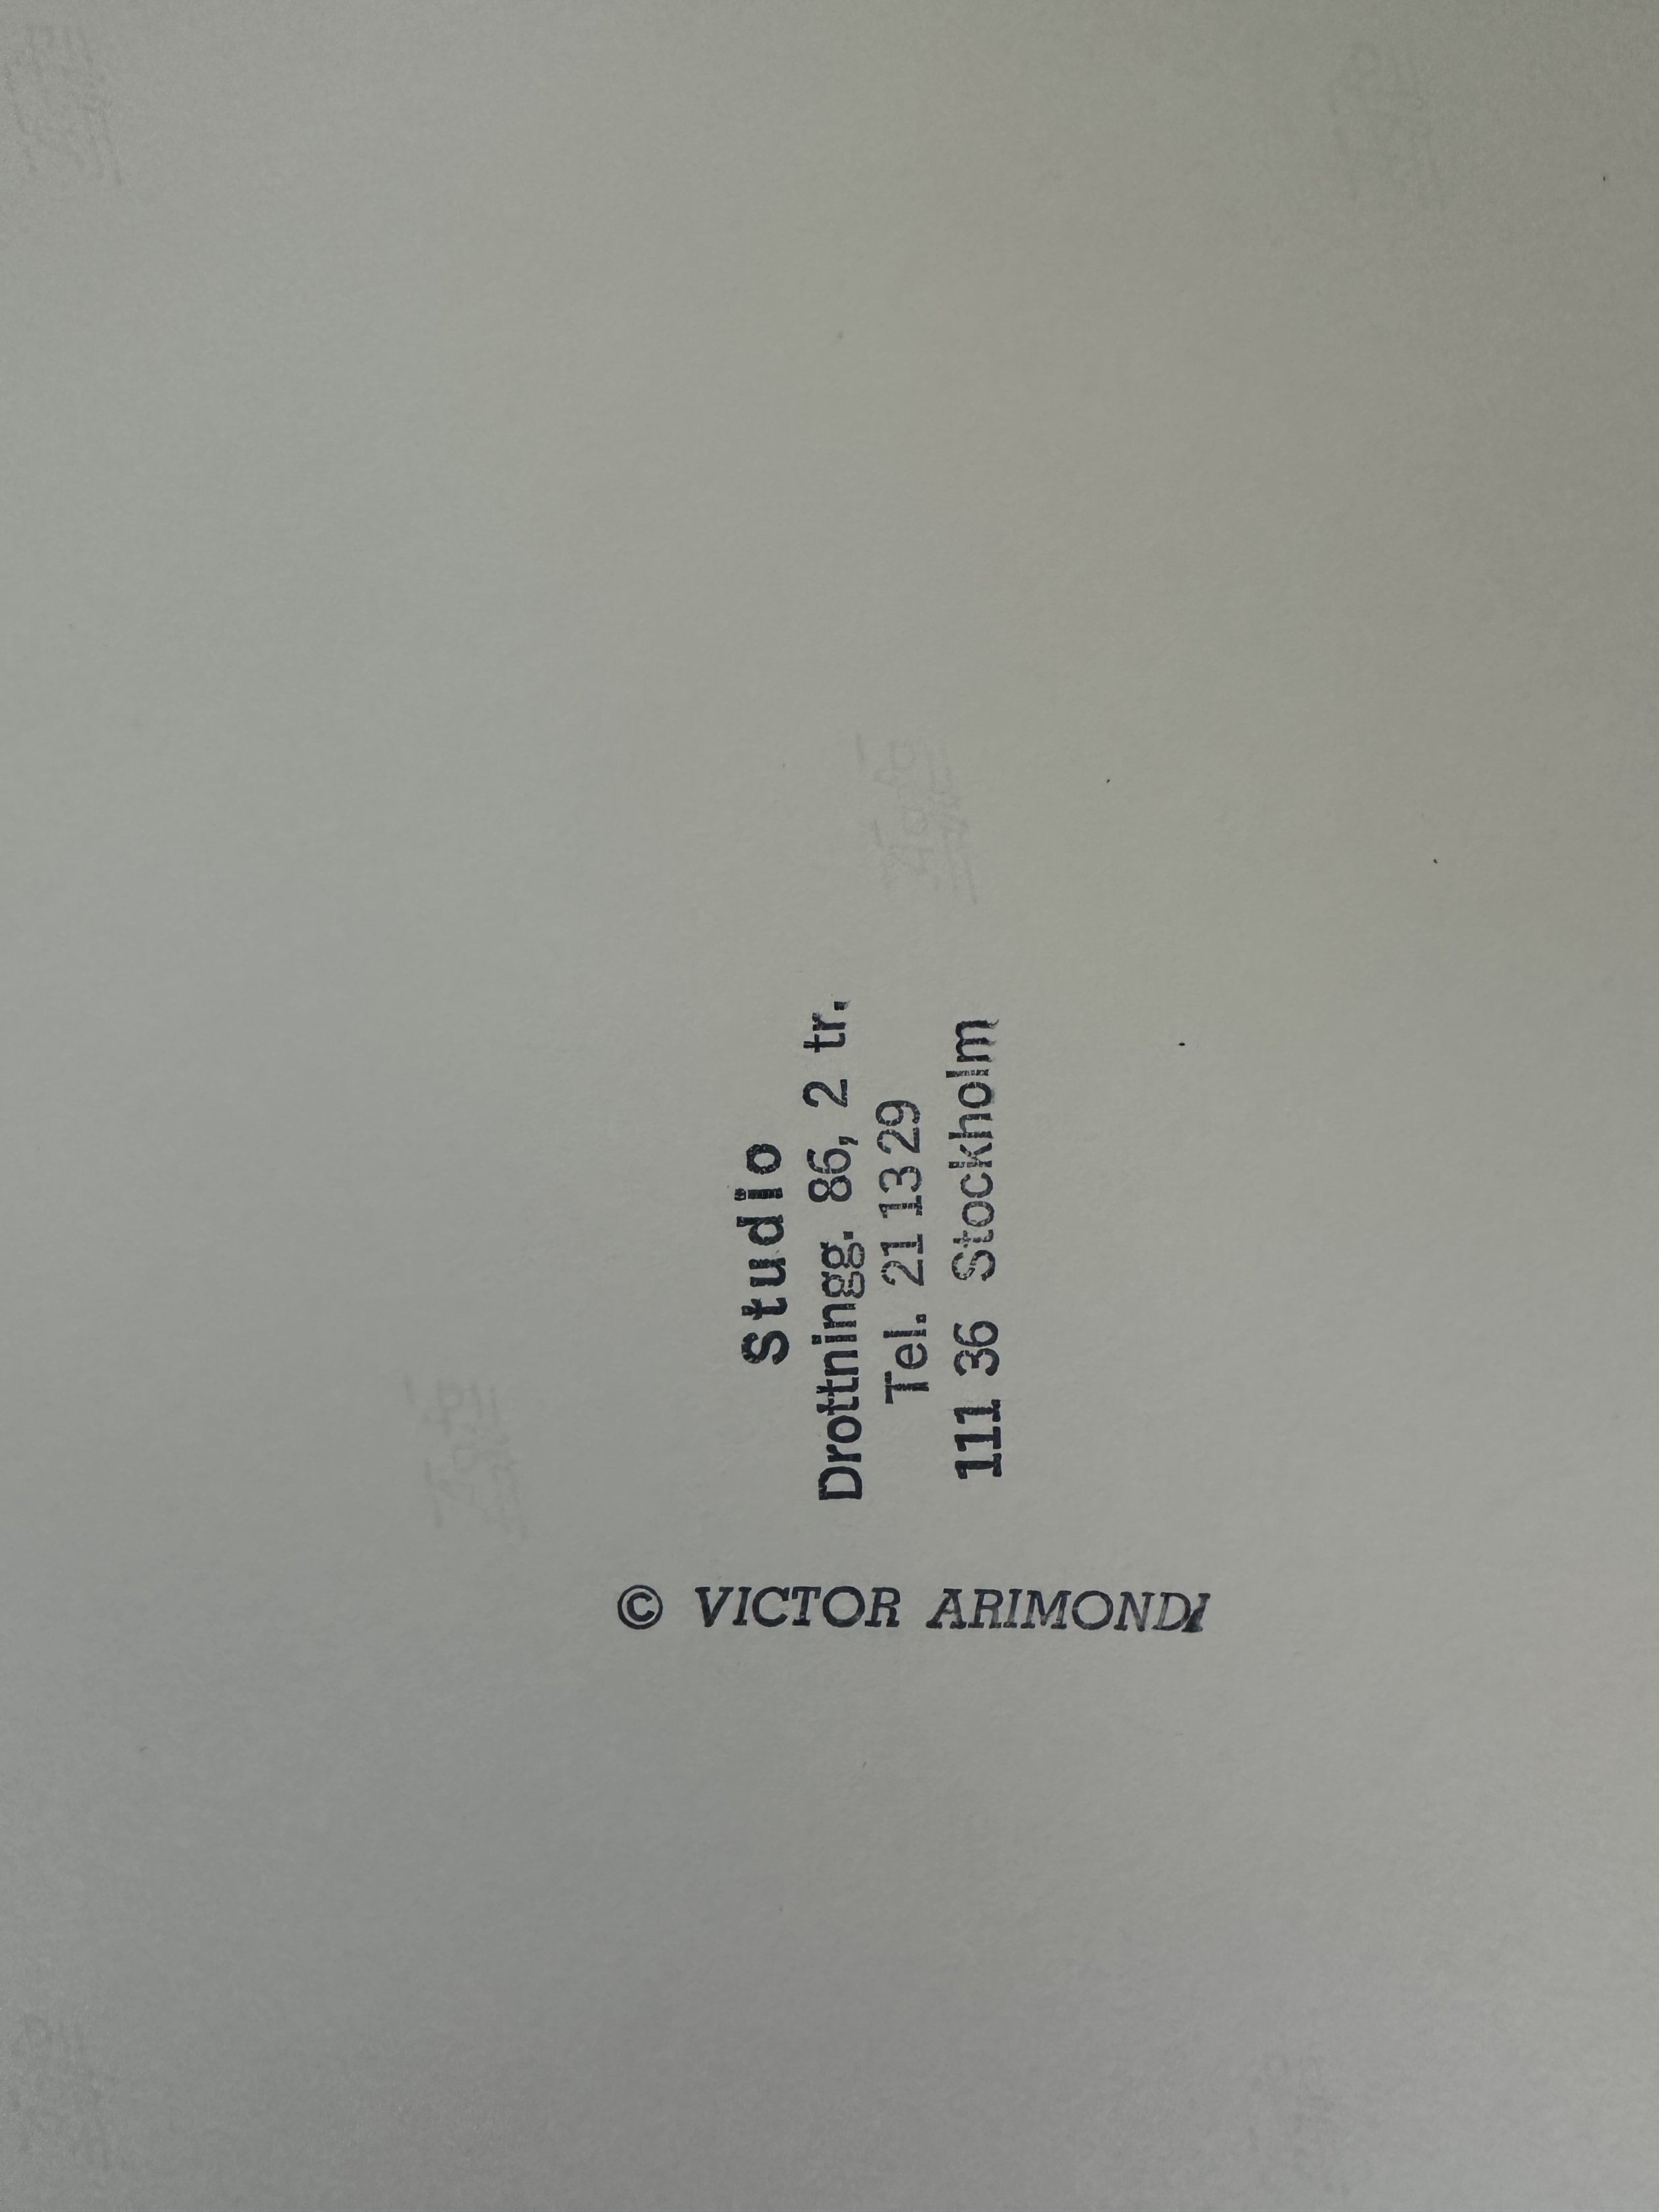 Studio
Drottningg. 86, 2 tr.
Tel. 21 13 29
111 36 Stockholm
© VICTOR ARIMONDI